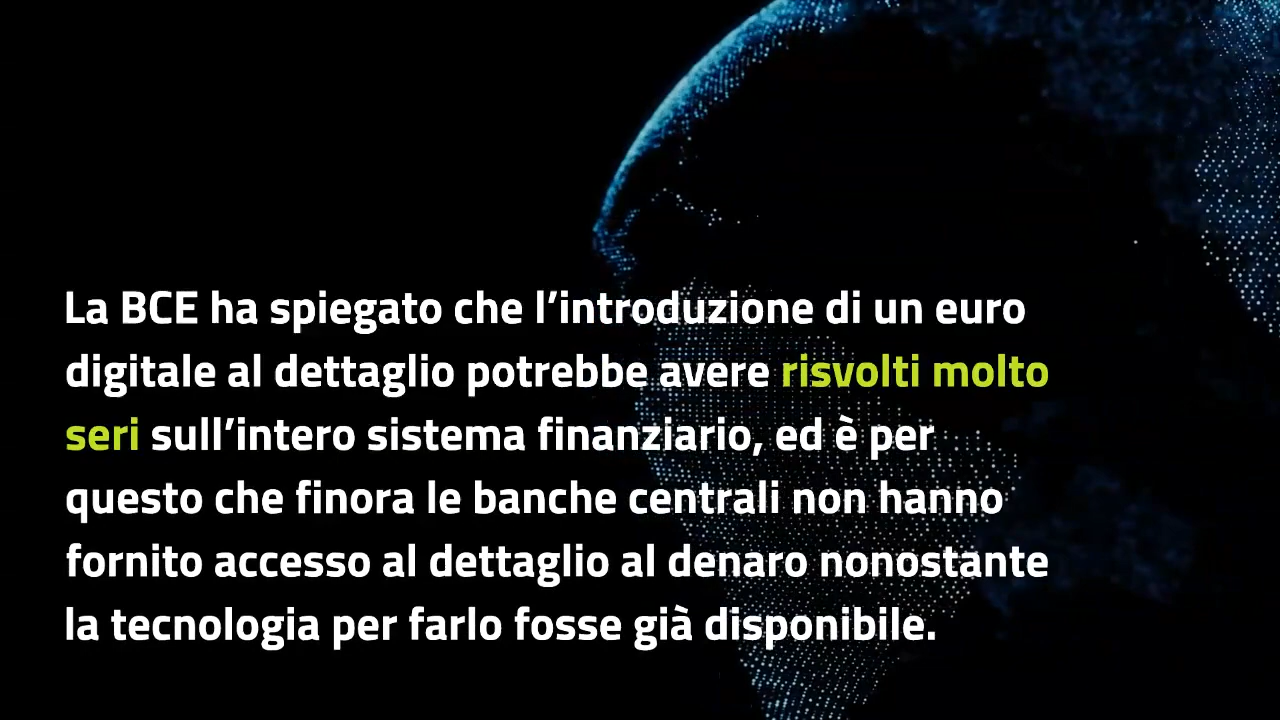 La BCE ha spiegato che l’introduzione di un euro
digitale al dettaglio potrebbe avere risvolti molto
seri sull’intero sistema finanziario, ed è per
questo che finora le banche centrali non hanno
fornito accesso al dettaglio al denaro nonostante
la tecnologia per farlo fosse già disponibile.